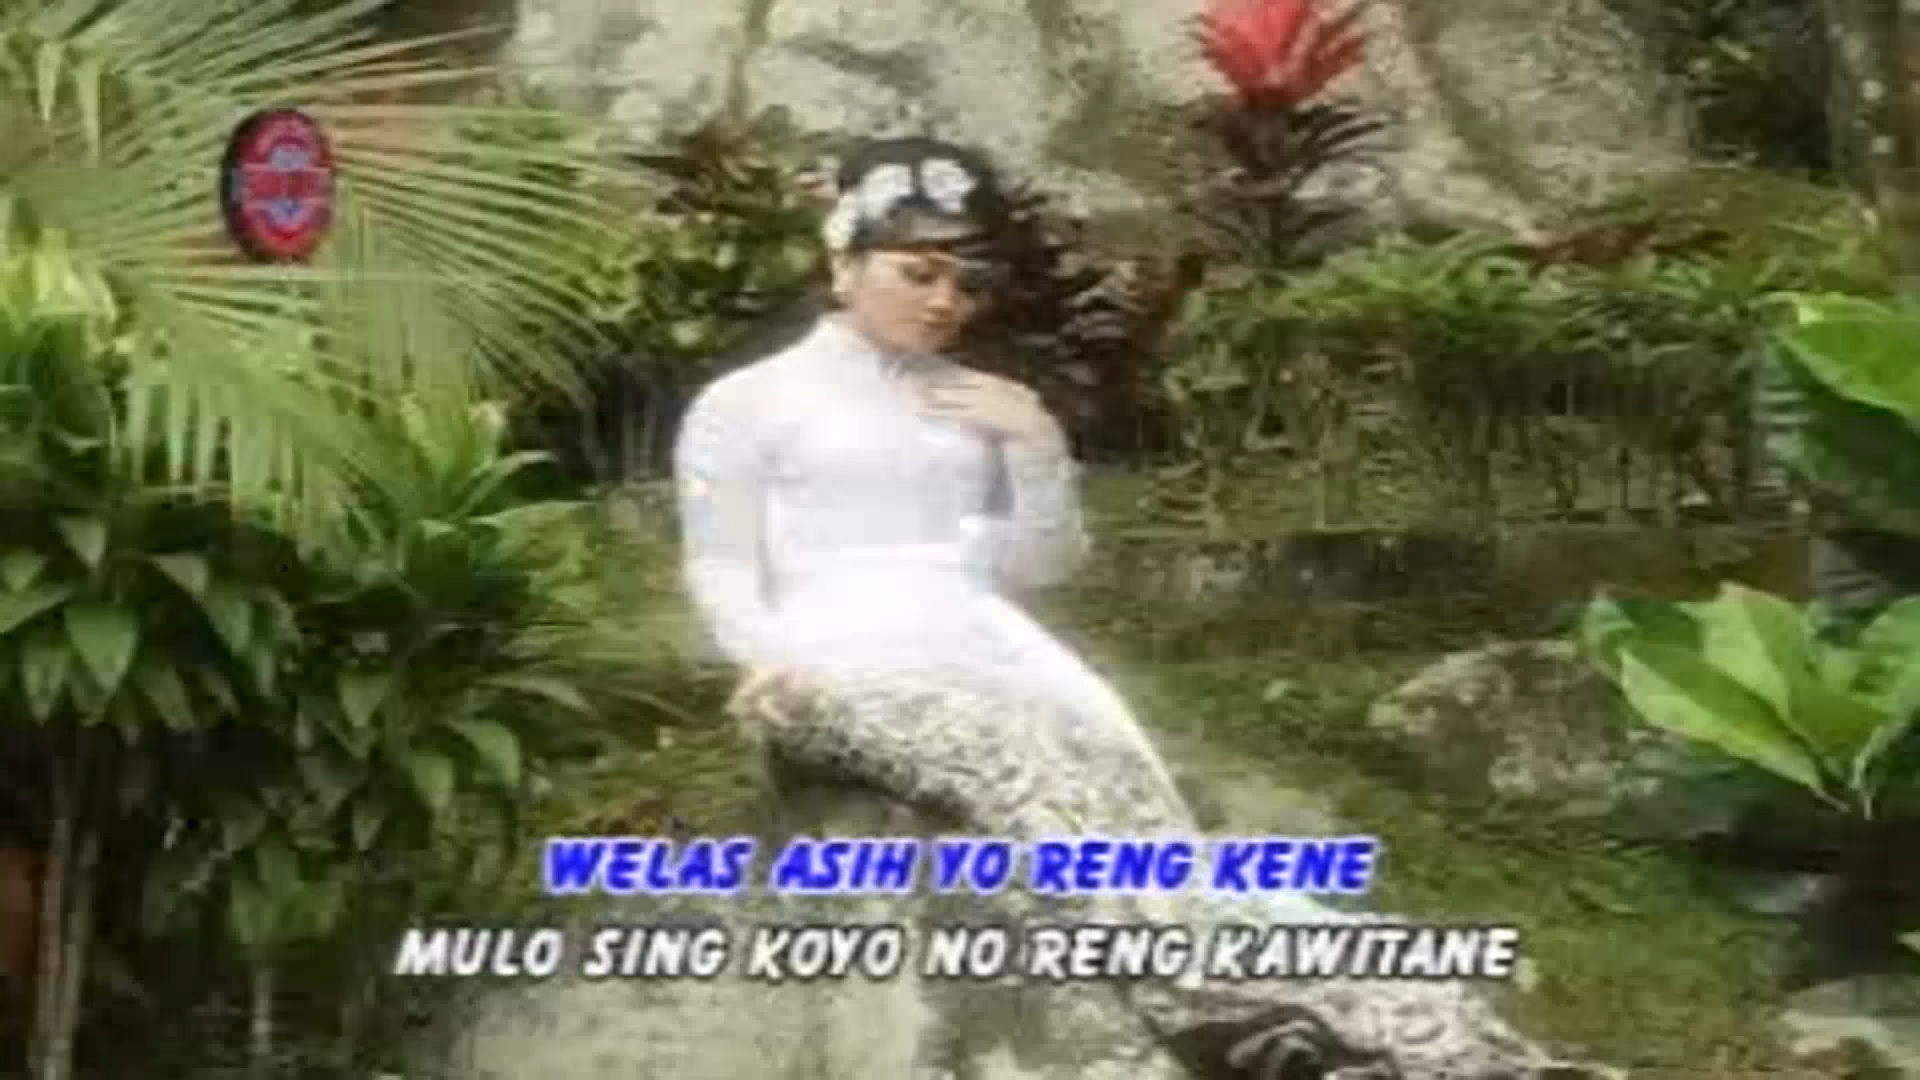 WELAS ASIH YO RENG KENE
MULO SING KOYO NO RENG KAWITANE